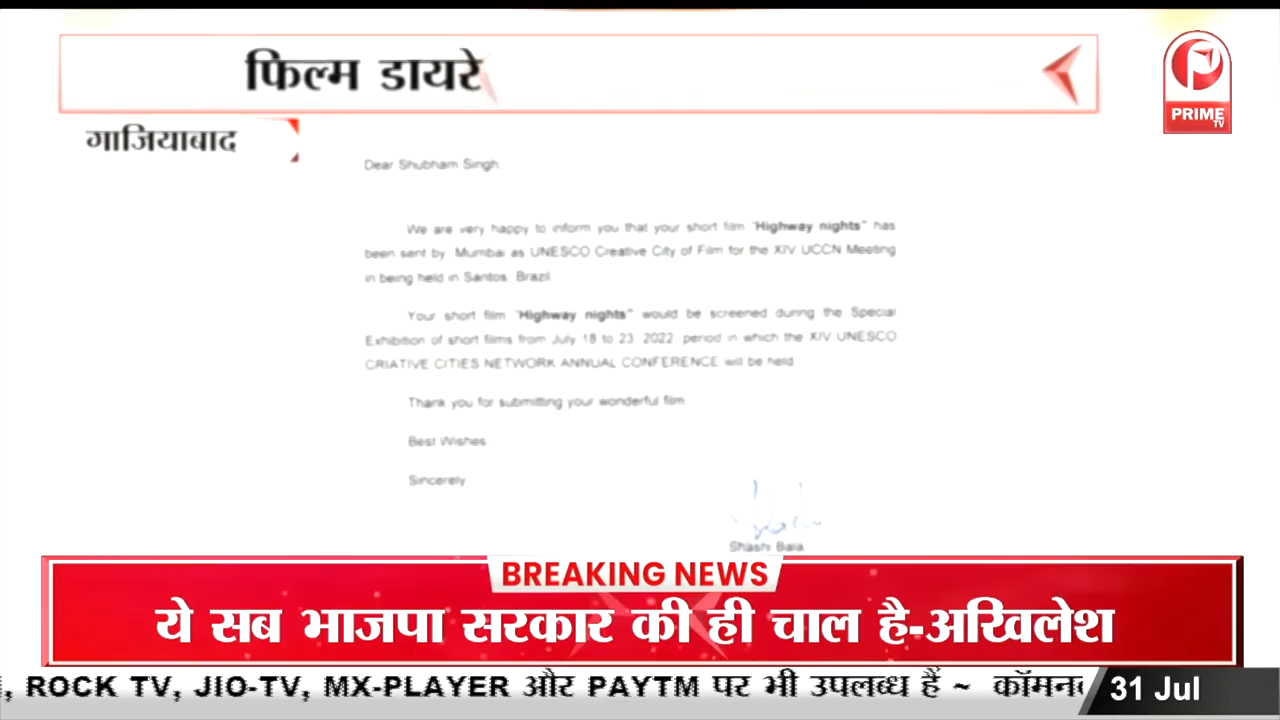 फिल्म डायरे
PRIME
TV
गाजियाबाद
Dear Shubham Singh
We are very happy to inform you that your short film "Highway nights" has
been sent by Mumbai as UNESCO Creative City of Film for the XIV UCCN Meeting
in being held in Santos, Brazil
Your short film "Highway nights" would be screened during the Special
Exhibition of short films from July 18 to 23, 2022 period in which the XIV UNESCO
CRIATIVE CITIES NETWORK ANNUAL CONFERENCE will be held
Thank you for submitting your wonderful film
Best Wishes
Sincerely
Shashi Baia
BREAKING NEWS
ये सब भाजपा सरकार की ही चाल है-अखिलेश
, ROCK TV, JIO-TV, MX-PLAYER और PAYTM पर भी उपलब्ध हैं ~ कॉमन
31 Jul